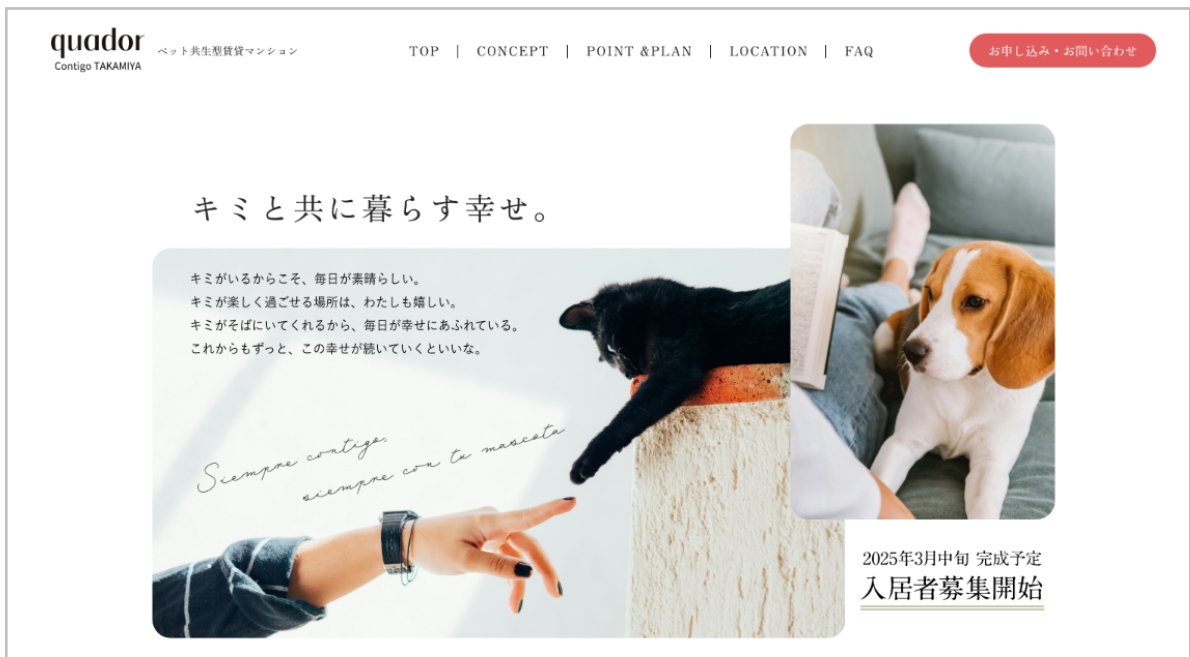 quador
Contigo TAKAMIYA
ペット共生型賃貸マンション
TOP | CONCEPT | POINT &PLAN | LOCATION | FAQ
お申し込み・お問い合わせ
キミと共に暮らす幸せ。
キミがいるからこそ、毎日が素晴らしい。
キミが楽しく過ごせる場所は、わたしも嬉しい。
キミがそばにいてくれるから、毎日が幸せにあふれている。
これからもずっと、この幸せが続いていくといいな。
Siempre contigo,
siempre con tu mascota
2025年3月中旬 完成予定
入居者募集開始